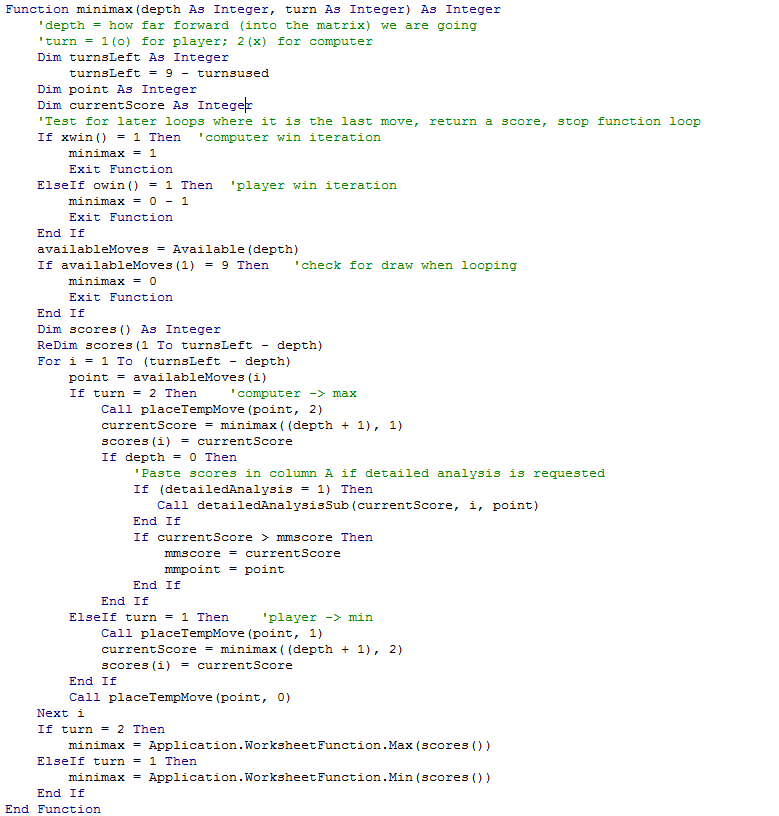 Function minimax(depth As Integer, turn As Integer) As Integer
    'depth = how far forward (into the matrix) we are going
    'turn = 1(o) for player; 2(x) for computer
    Dim turnsLeft As Integer
        turnsLeft = 9 - turnsused
    Dim point As Integer
    Dim currentScore As Integer
    'Test for later loops where it is the last move, return a score, stop function loop
    If xwin() = 1 Then  'computer win iteration
        minimax = 1
        Exit Function
    ElseIf owin() = 1 Then  'player win iteration
        minimax = 0 - 1
        Exit Function
    End If
    availableMoves = Available(depth)
    If availableMoves(1) = 9 Then   'check for draw when looping
        minimax = 0
        Exit Function
    End If
    Dim scores() As Integer
    ReDim scores(1 To turnsLeft - depth)
    For i = 1 To (turnsLeft - depth)
        point = availableMoves(i)
        If turn = 2 Then    'computer -> max
            Call placeTempMove(point, 2)
            currentScore = minimax((depth + 1), 1)
            scores(i) = currentScore
            If depth = 0 Then
                'Paste scores in column A if detailed analysis is requested
                If (detailedAnalysis = 1) Then
                   Call detailedAnalysisSub(currentScore, i, point)
                End If
                If currentScore > mmscore Then
                    mmscore = currentScore
                    mmpoint = point
                End If
            End If
        ElseIf turn = 1 Then    'player -> min
            Call placeTempMove(point, 1)
            currentScore = minimax((depth + 1), 2)
            scores(i) = currentScore
        End If
        Call placeTempMove(point, 0)
    Next i
    If turn = 2 Then
        minimax = Application.WorksheetFunction.Max(scores())
    ElseIf turn = 1 Then
        minimax = Application.WorksheetFunction.Min(scores())
    End If
End Function